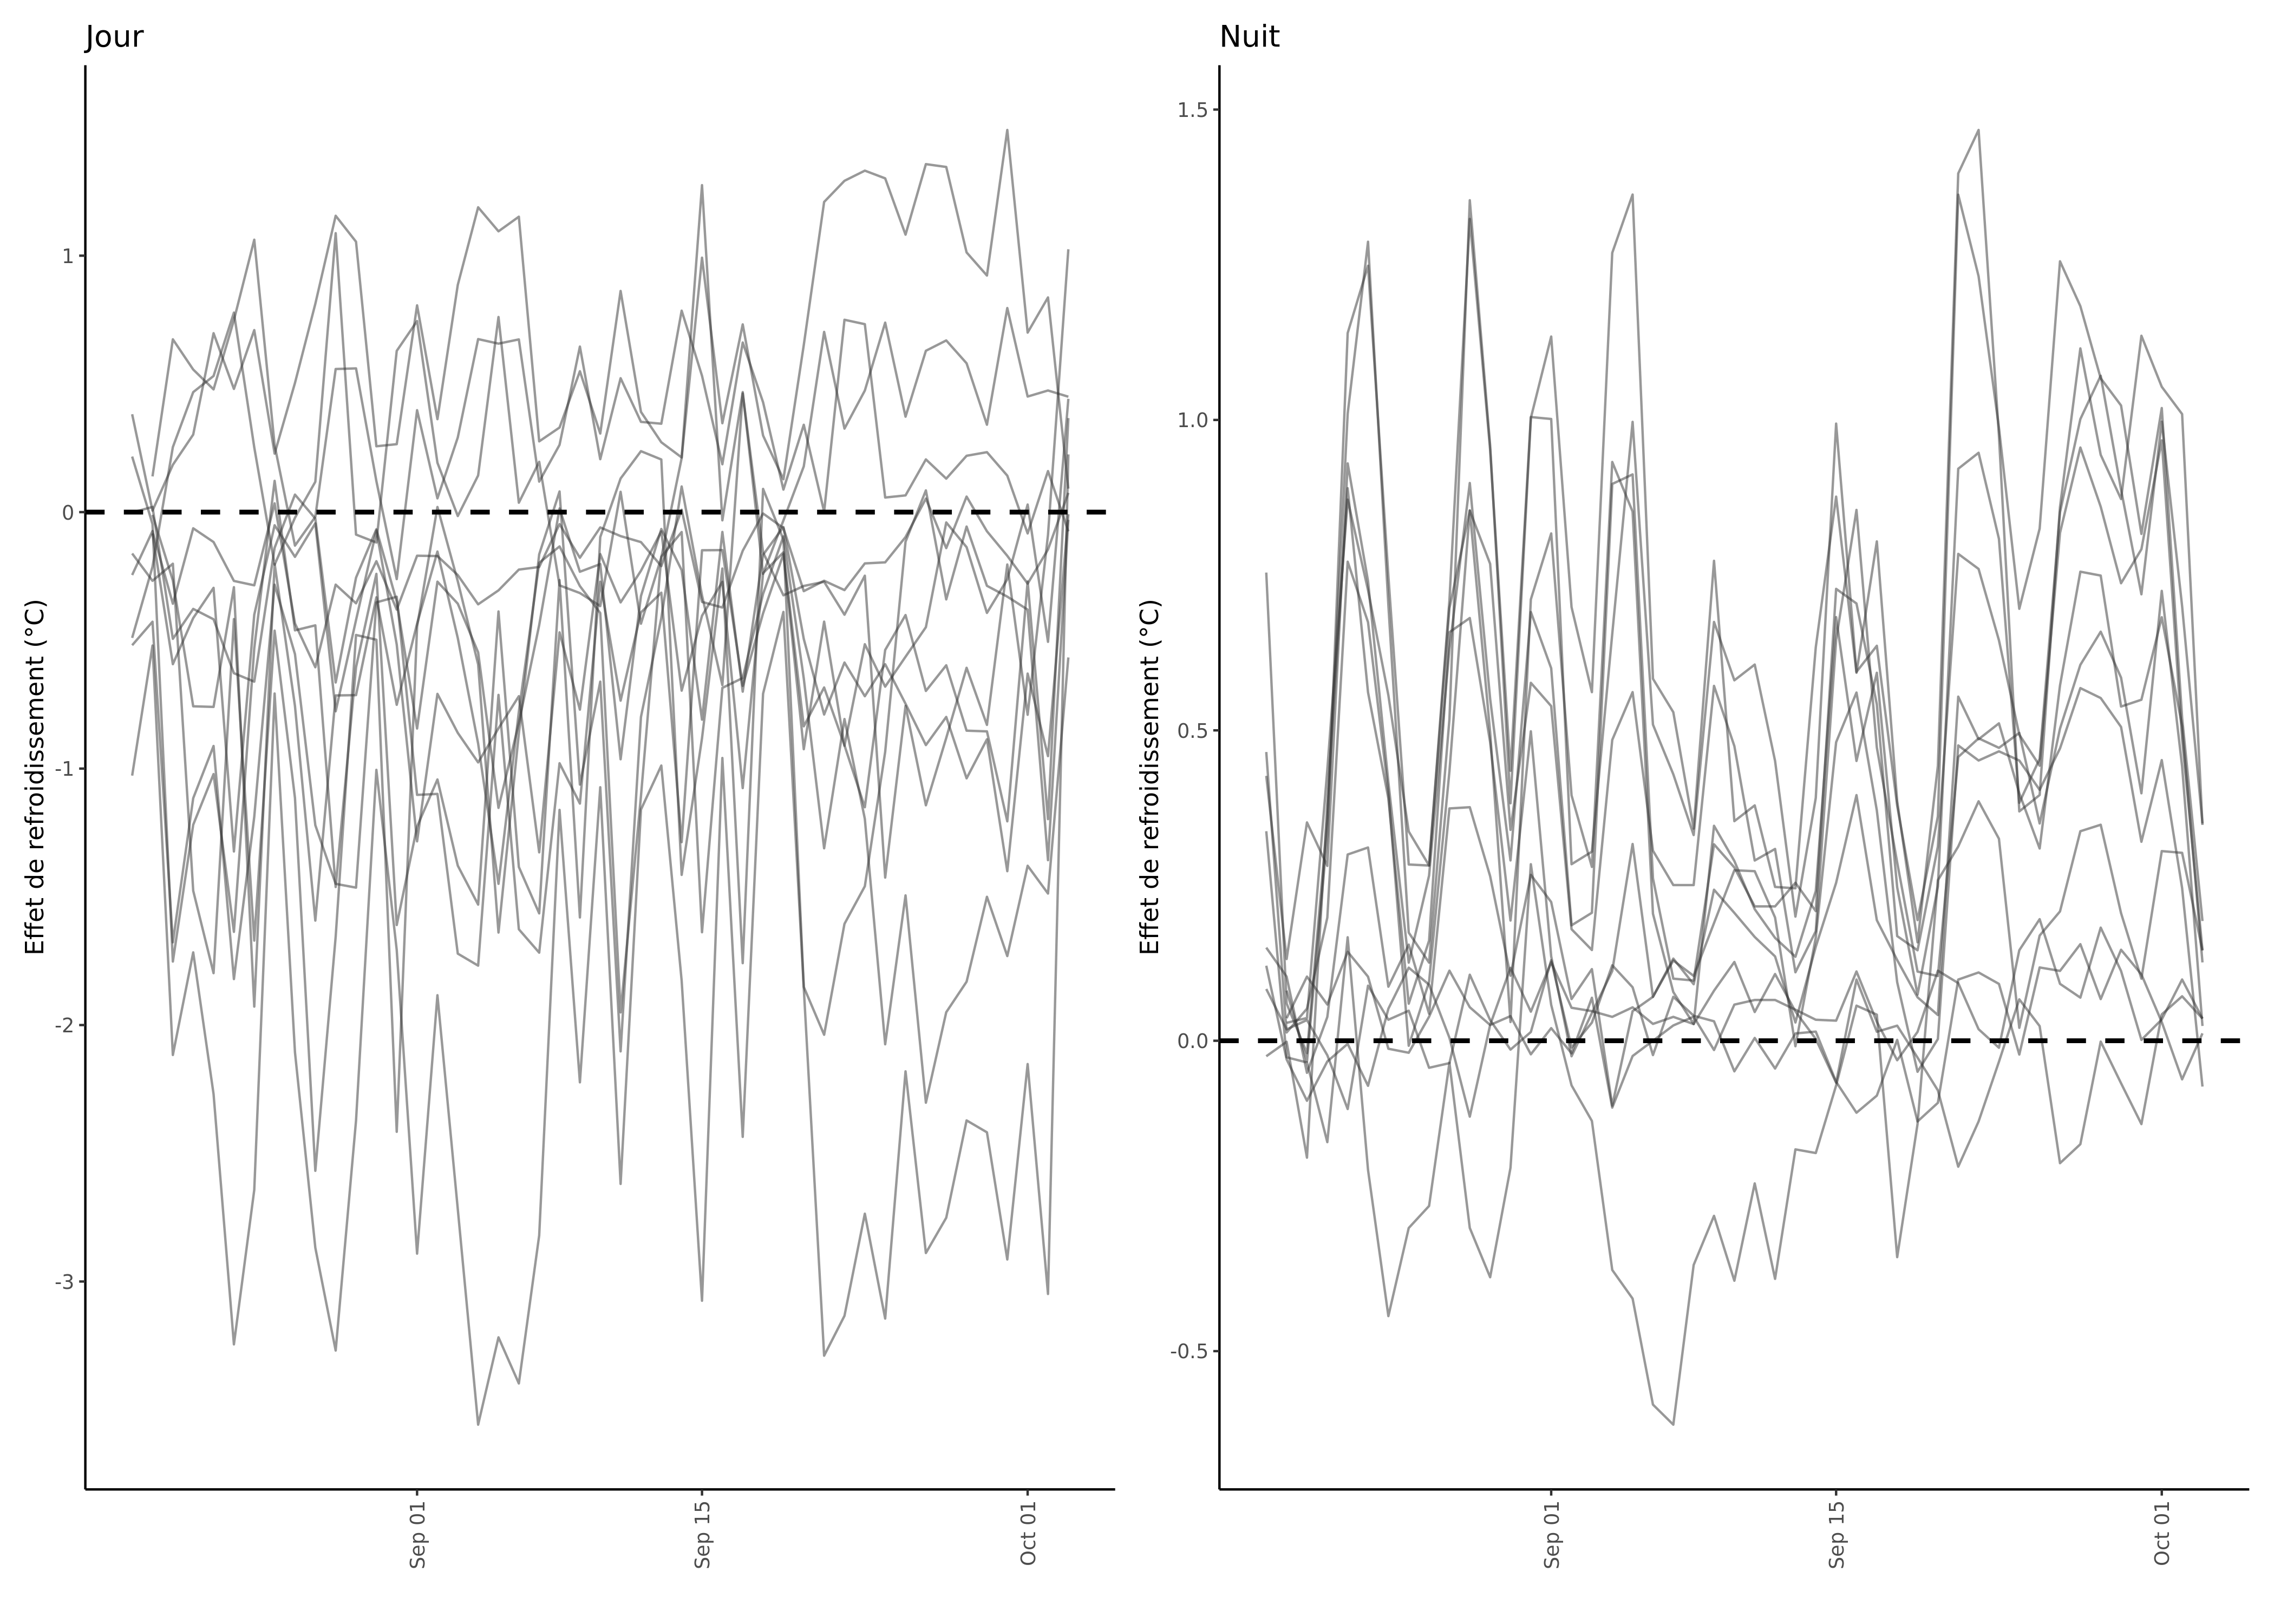 Jour
Effet de refroidissement (°C)
1
0
-1
-2
-3
Sep 01
Sep 15
Oct 01
Nuit
Effet de refroidissement (°C)
1.5
1.0
0.5
0.0
-0.5
Sep 01
Sep 15
Oct 01